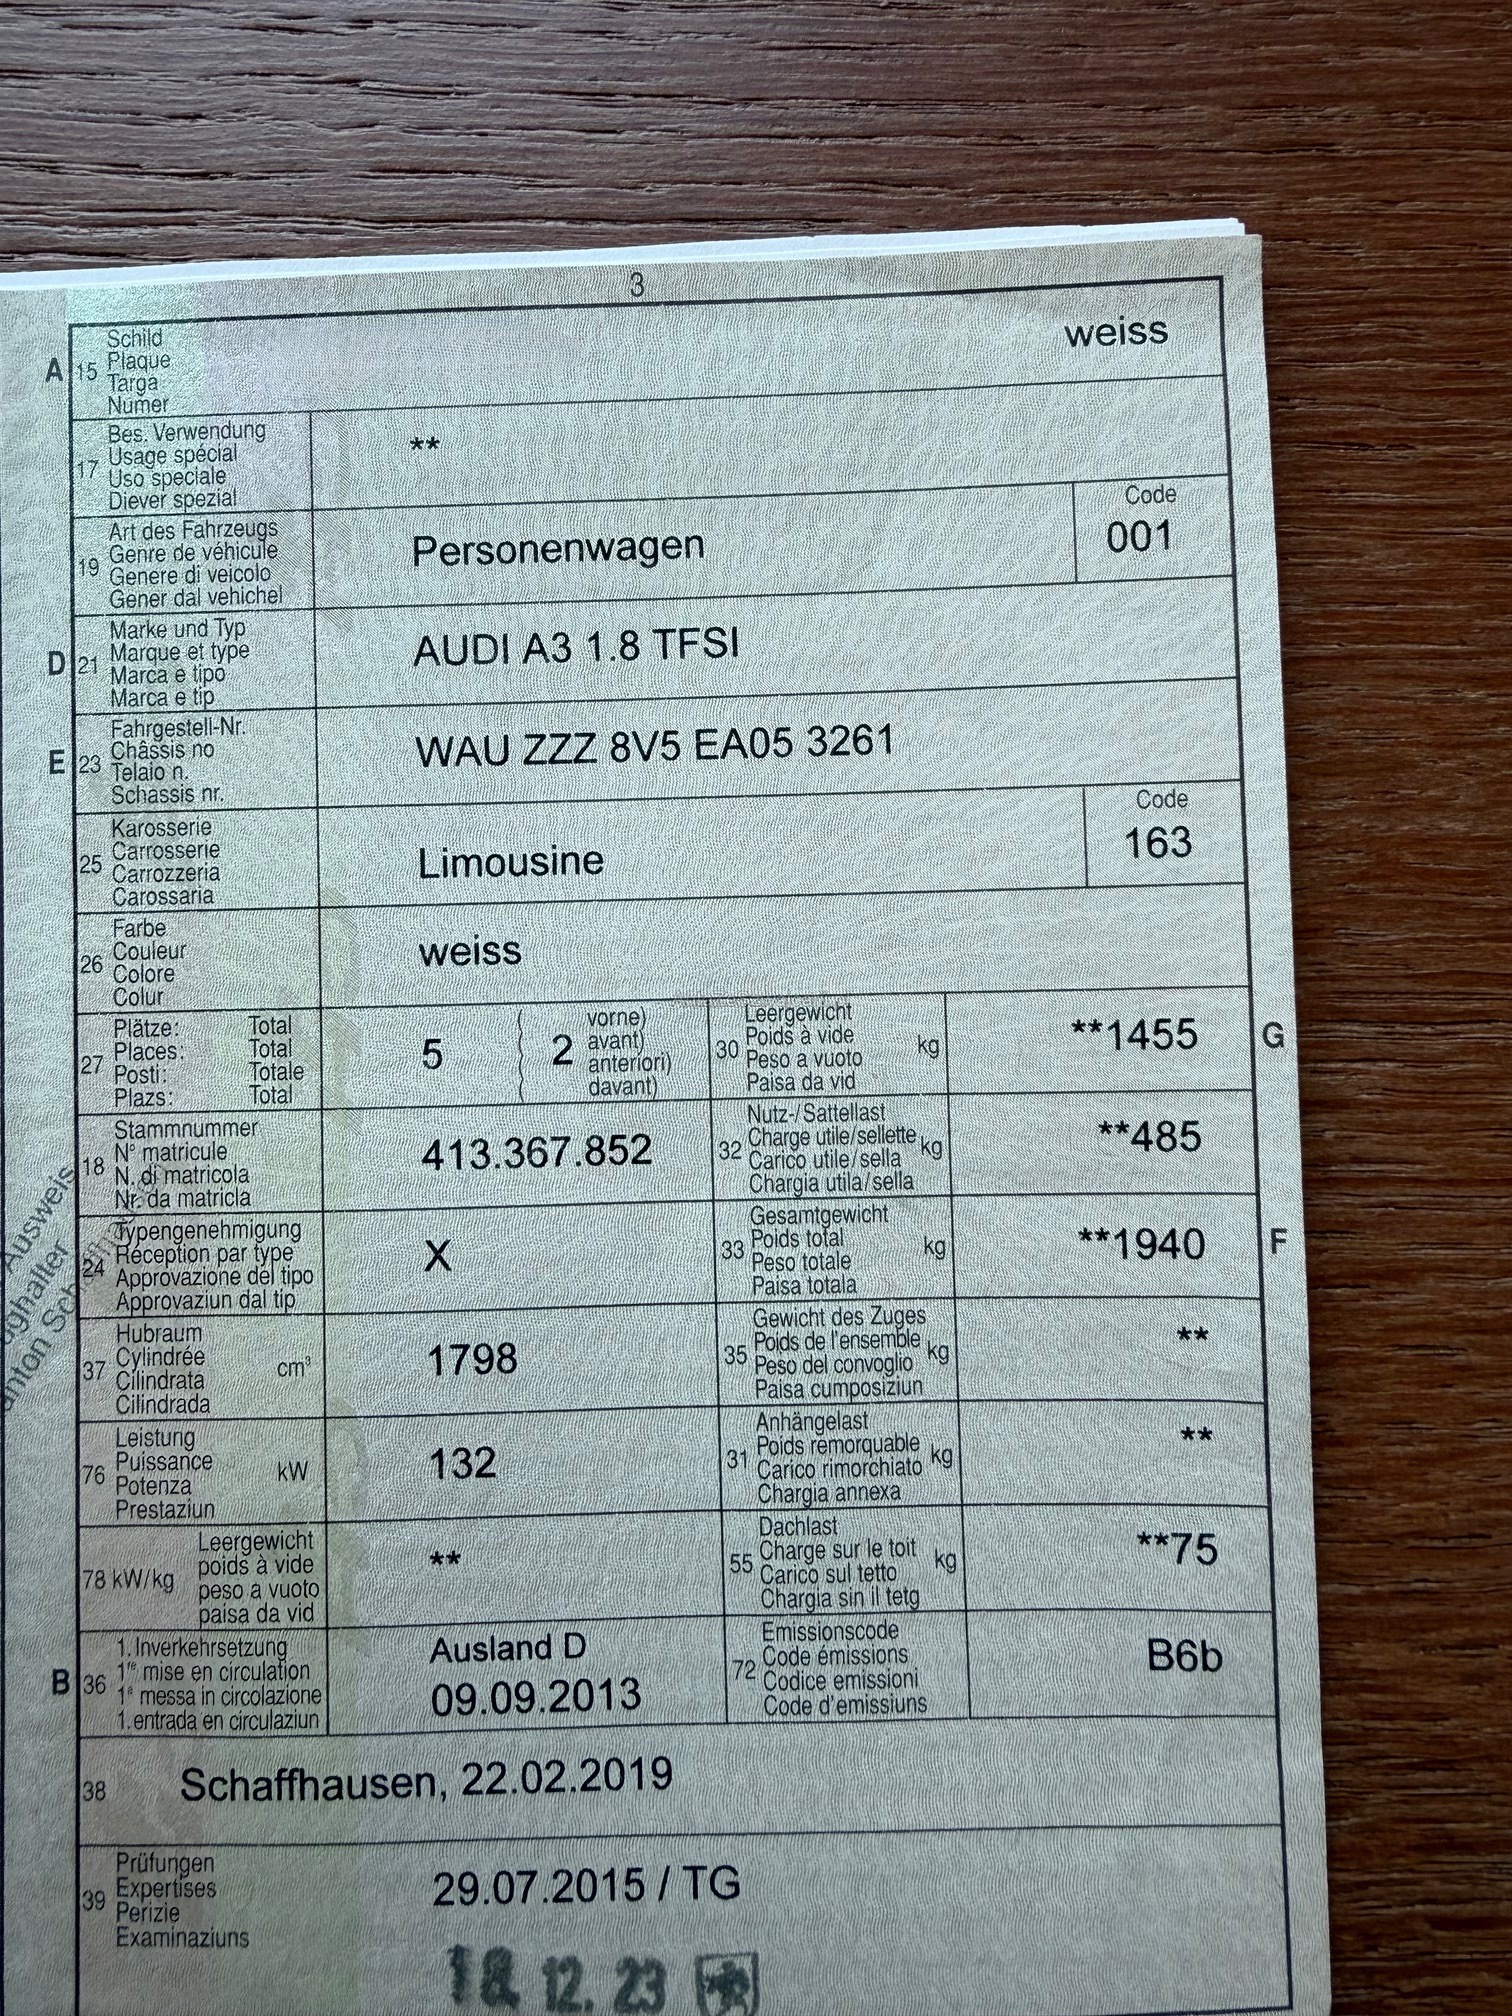 3
A 15 Schild
Plaque
Targa
Numer
weiss
17 Bes. Verwendung
Usage spécial
Uso speciale
Diever spezial
**
19 Art des Fahrzeugs
Genre de véhicule
Genere di veicolo
Gener dal vehichel
Personenwagen
Code
001
D 21 Marke und Typ
Marque et type
Marca e tipo
Marca e tip
AUDI A3 1.8 TFSI
E 23 Fahrgestell-Nr.
Châssis no
Telaio n.
Schassis nr.
WAU ZZZ 8V5 EA05 3261
25 Karosserie
Carrosserie
Carrozzeria
Carossaria
Limousine
Code
163
26 Farbe
Couleur
Colore
Colur
weiss
27 Plätze: Total
Places: Total
Posti: Totale
Plazs: Total
5 ( 2 vorne)
avant)
anteriori)
davant)
30 Leergewicht
Poids à vide
Peso a vuoto
Paisa da vid
kg
**1455 G
18 Stammnummer
N° matricule
N. di matricola
Nr. da matricla
413.367.852
32 Nutz-/Sattellast
Charge utile/sellette
Carico utile/sella
Chargia utila/sella
kg
**485
24 Typengenehmigung
Réception par type
Approvazione del tipo
Approvaziun dal tip
X
33 Gesamtgewicht
Poids total
Peso totale
Paisa totala
kg
**1940 F
37 Hubraum
Cylindrée
Cilindrata
Cilindrada
cm³
1798
35 Gewicht des Zuges
Poids de l'ensemble
Peso del convoglio
Paisa cumposiziun
kg
**
76 Leistung
Puissance
Potenza
Prestaziun
kW
132
31 Anhängelast
Poids remorquable
Carico rimorchiato
Chargia annexa
kg
**
78 kW/kg Leergewicht
poids à vide
peso a vuoto
paisa da vid
**
55 Dachlast
Charge sur le toit
Carico sul tetto
Chargia sin il tetg
kg
**75
B 36 1. Inverkehrsetzung
1re mise en circulation
1a messa in circolazione
1. entrada en circulaziun
Ausland D
09.09.2013
72 Emissionscode
Code émissions
Codice emissioni
Code d'emissiuns
B6b
38 Schaffhausen, 22.02.2019
39 Prüfungen
Expertises
Perizie
Examinaziuns
29.07.2015 / TG
18. 12. 23
Ausweis